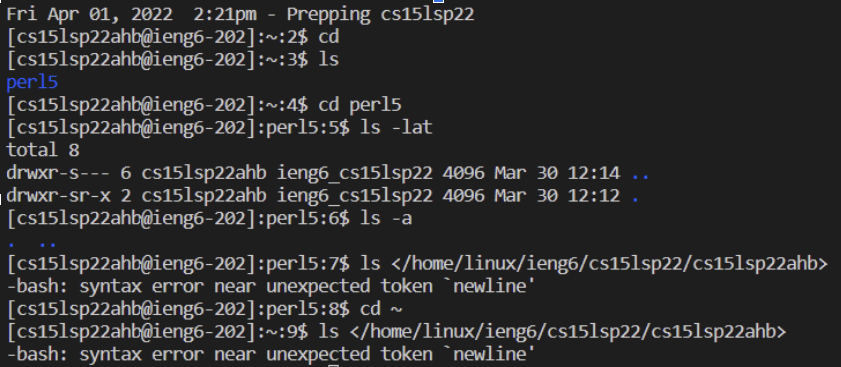 Fri Apr 01, 2022  2:21pm - Prepping cs15lsp22
[cs15lsp22ahb@ieng6-202]:~:2$ cd
[cs15lsp22ahb@ieng6-202]:~:3$ ls
perl5
[cs15lsp22ahb@ieng6-202]:~:4$ cd perl5
[cs15lsp22ahb@ieng6-202]:perl5:5$ ls -lat
total 8
drwxr-s--- 6 cs15lsp22ahb ieng6_cs15lsp22 4096 Mar 30 12:14 ..
drwxr-sr-x 2 cs15lsp22ahb ieng6_cs15lsp22 4096 Mar 30 12:12 .
[cs15lsp22ahb@ieng6-202]:perl5:6$ ls -a
.  ..
[cs15lsp22ahb@ieng6-202]:perl5:7$ ls </home/linux/ieng6/cs15lsp22/cs15lsp22ahb>
-bash: syntax error near unexpected token `newline'
[cs15lsp22ahb@ieng6-202]:perl5:8$ cd ~
[cs15lsp22ahb@ieng6-202]:~:9$ ls </home/linux/ieng6/cs15lsp22/cs15lsp22ahb>
-bash: syntax error near unexpected token `newline'